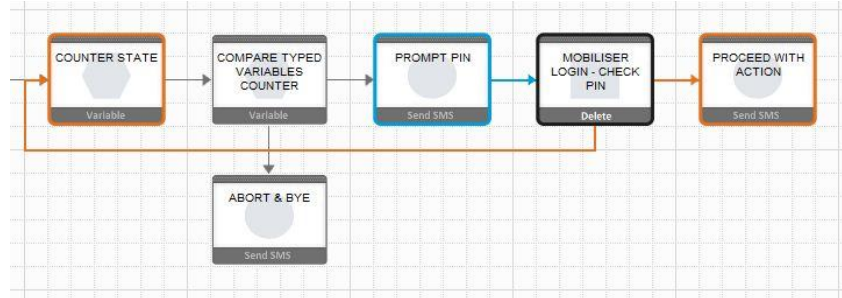 COUNTER STATE
Variable
COMPARE TYPED
VARIABLES
COUNTER
Variable
PROMPT PIN
Send SMS
MOBILISER
LOGIN - CHECK
PIN
Delete
PROCEED WITH
ACTION
Send SMS
ABORT & BYE
Send SMS